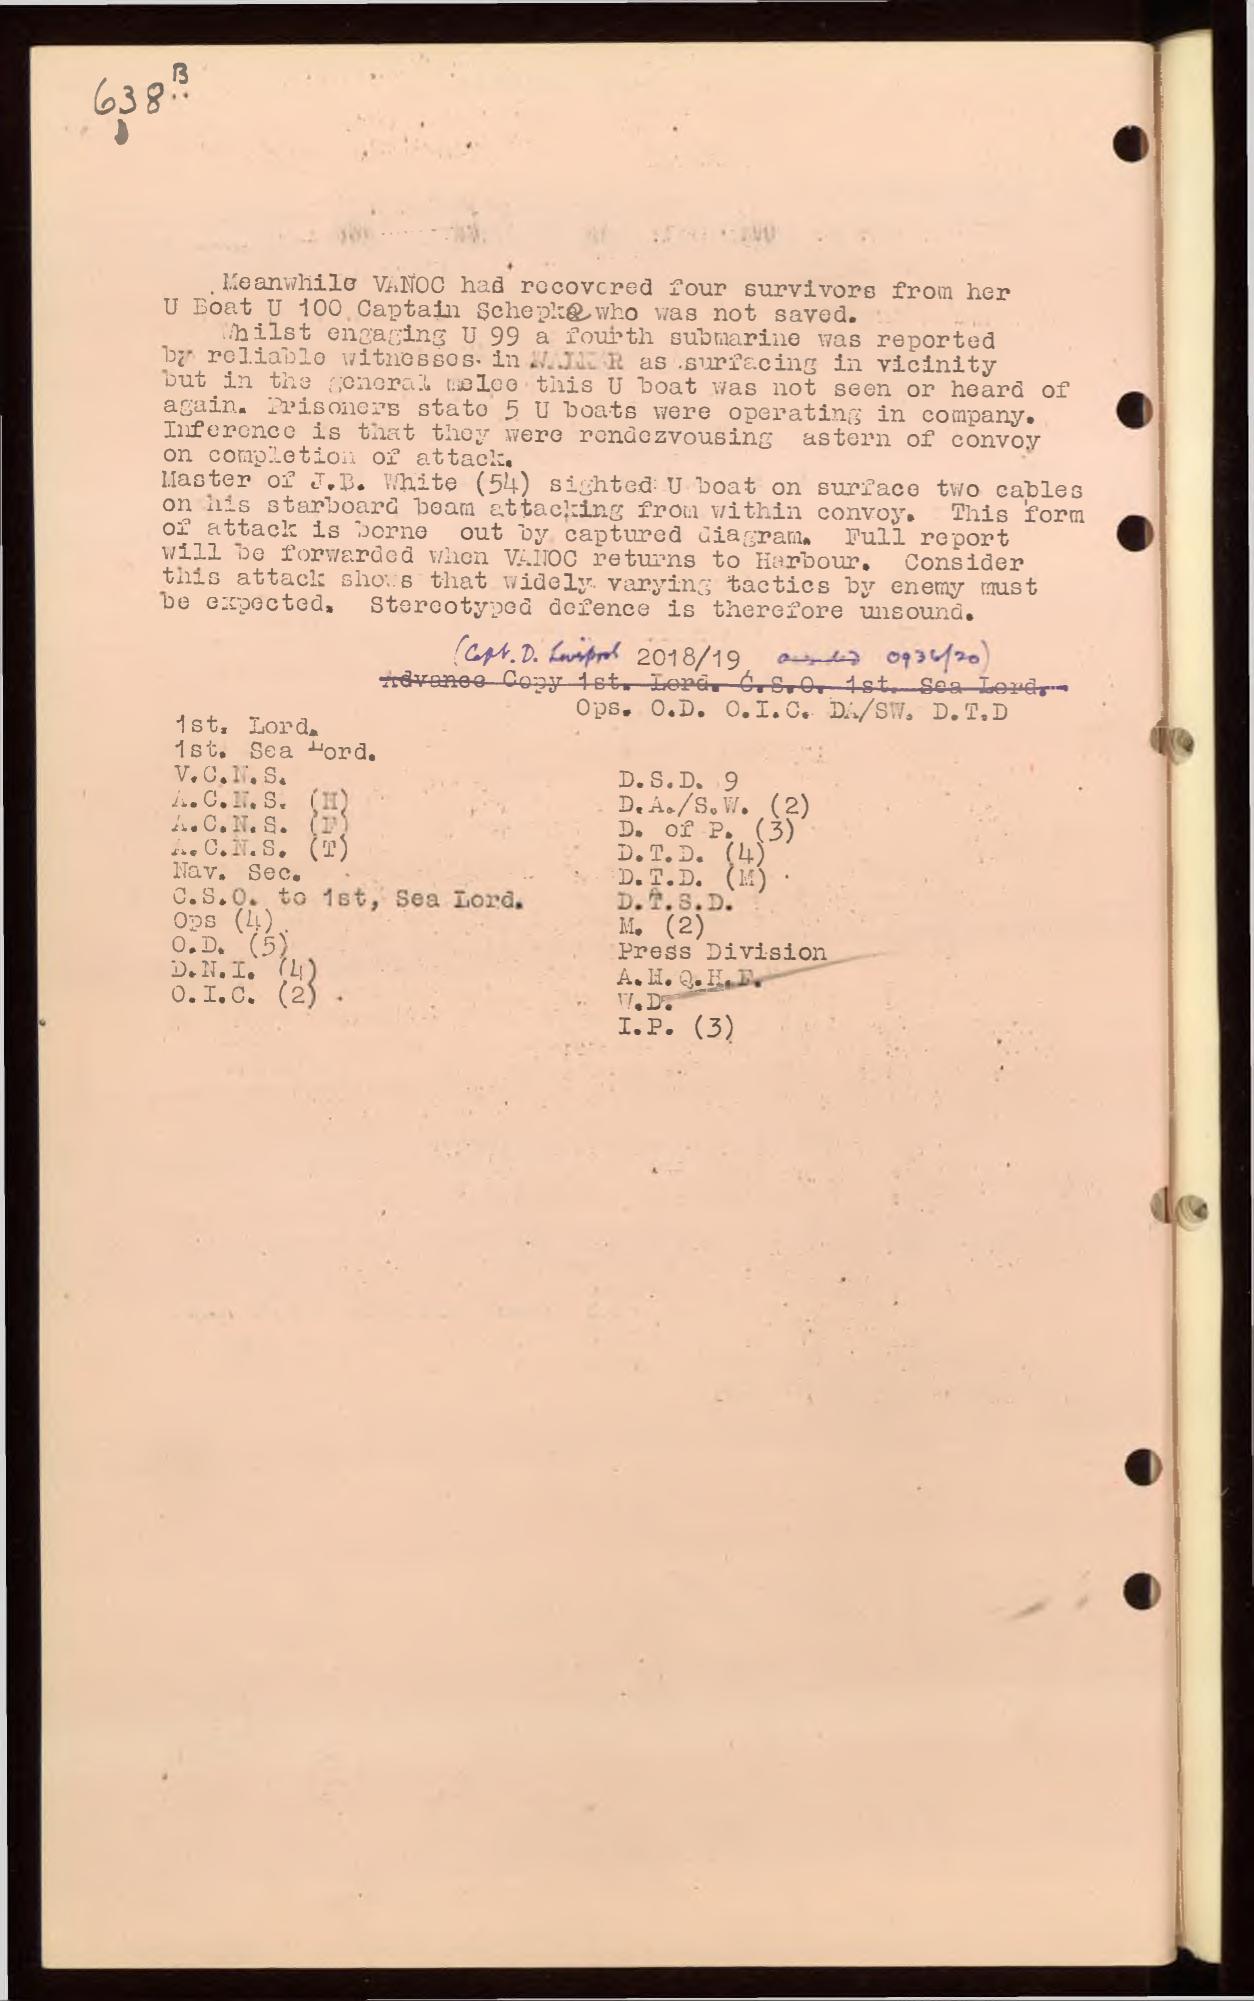 638 B
Meanwhile VANOC had recovered four survivors from her
U Boat U 100 Captain Schepke who was not saved.
Whilst engaging U 99 a fourth submarine was reported
by reliable witnesses in WALKER as surfacing in vicinity
but in the general melee this U boat was not seen or heard of
again. Prisoners state 5 U boats were operating in company.
Inference is that they were rendezvousing astern of convoy
on completion of attack.
Master of J.B. White (54) sighted U boat on surface two cables
on his starboard beam attacking from within convoy. This form
of attack is borne out by captured diagram. Full report
will be forwarded when VANOC returns to Harbour. Consider
this attack shows that widely varying tactics by enemy must
be expected. Stereotyped defence is therefore unsound.
(Capt. D. Liverpool 2018/19 amended 0936/20)
Advance Copy 1st. Lord. C.S.O. 1st. Sea Lord.
Ops. O.D. O.I.C. DA/SW. D.T.D
1st. Lord.
1st. Sea Lord.
V.C.N.S.
A.C.N.S. (H)
A.C.N.S. (F)
A.C.N.S. (T)
Nav. Sec.
C.S.O. to 1st, Sea Lord.
Ops (4)
O.D. (5)
D.N.I. (4)
O.I.C. (2)
D.S.D. 9
D.A./S.W. (2)
D. of P. (3)
D.T.D. (4)
D.T.D. (M)
D.T.S.D.
M. (2)
Press Division
A.H.Q.H.F.
W.D.
I.P. (3)